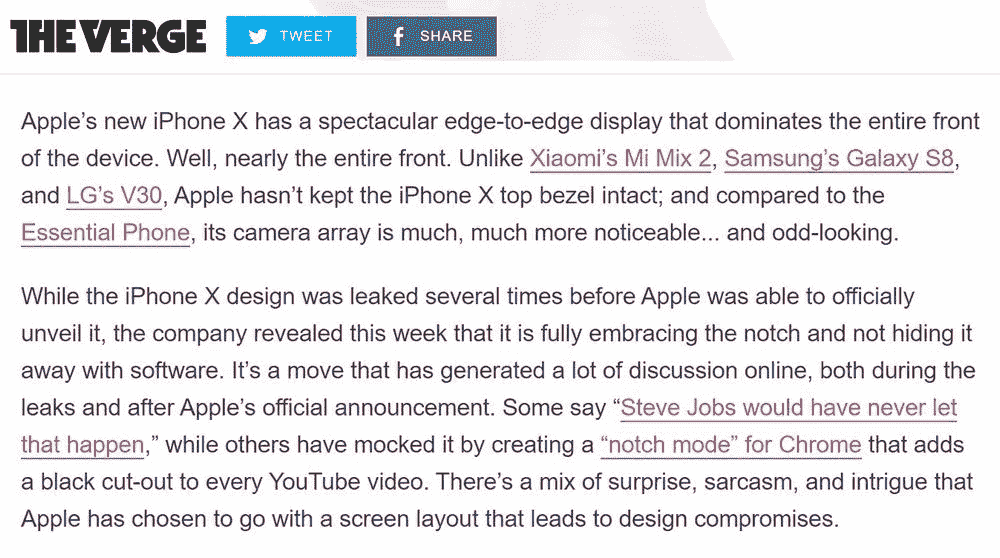 THE VERGE TWEET SHARE
Apple’s new iPhone X has a spectacular edge-to-edge display that dominates the entire front
of the device. Well, nearly the entire front. Unlike Xiaomi’s Mi Mix 2, Samsung’s Galaxy S8,
and LG’s V30, Apple hasn’t kept the iPhone X top bezel intact; and compared to the
Essential Phone, its camera array is much, much more noticeable... and odd-looking.
While the iPhone X design was leaked several times before Apple was able to officially
unveil it, the company revealed this week that it is fully embracing the notch and not hiding it
away with software. It’s a move that has generated a lot of discussion online, both during the
leaks and after Apple’s official announcement. Some say “Steve Jobs would have never let
that happen,” while others have mocked it by creating a “notch mode” for Chrome that adds
a black cut-out to every YouTube video. There’s a mix of surprise, sarcasm, and intrigue that
Apple has chosen to go with a screen layout that leads to design compromises.